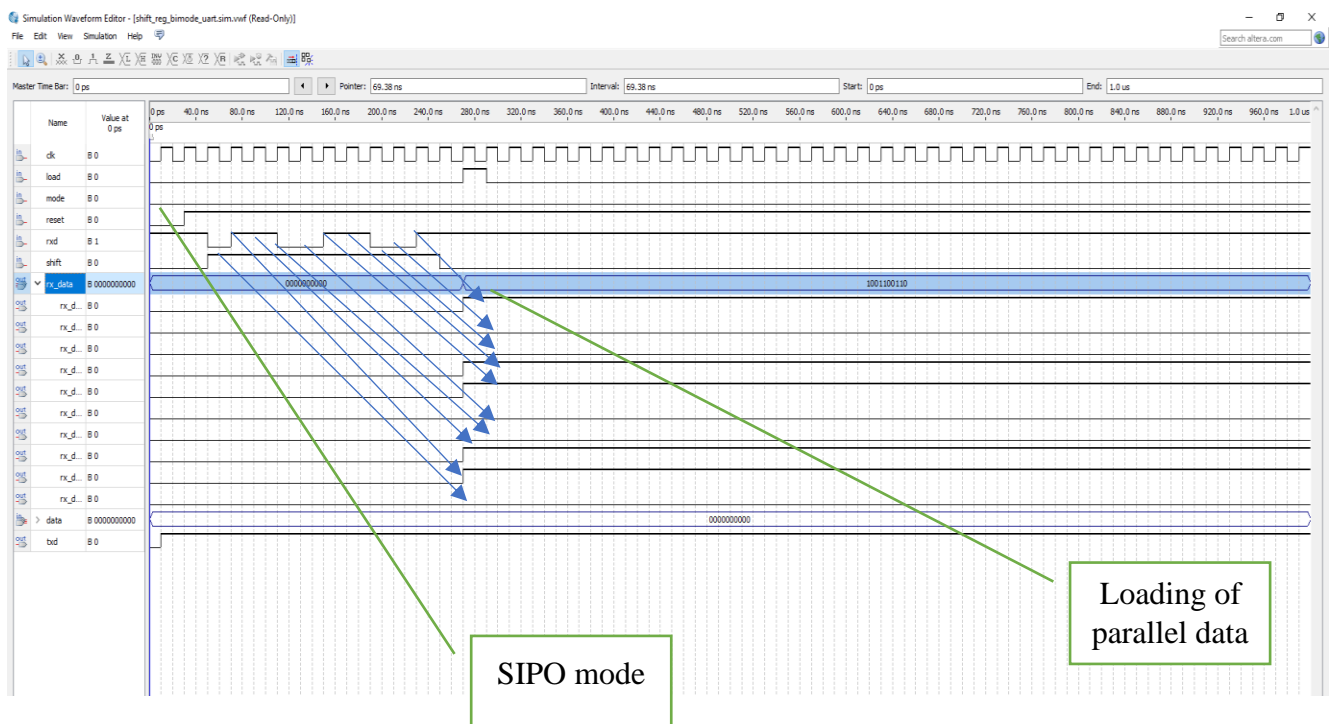 Simulation Waveform Editor - [shift_reg_bimode_uart.sim.vwf (Read-Only)]
File Edit View Simulation Help
Search altera.com
Master Time Bar: 0 ps Pointer: 69.38 ns Interval: 69.38 ns Start: 0 ps End: 1.0 us
Name Value at 0 ps
0 ps 40.0 ns 80.0 ns 120.0 ns 160.0 ns 200.0 ns 240.0 ns 280.0 ns 320.0 ns 360.0 ns 400.0 ns 440.0 ns 480.0 ns 520.0 ns 560.0 ns 600.0 ns 640.0 ns 680.0 ns 720.0 ns 760.0 ns 800.0 ns 840.0 ns 880.0 ns 920.0 ns 960.0 ns 1.0 us
0 ps
clk B 0
load B 0
mode B 0
reset B 0
rxd B 1
shift B 0
rx_data B 0000000000 0000000000 1001100110
rx_d... B 0
rx_d... B 0
rx_d... B 0
rx_d... B 0
rx_d... B 0
rx_d... B 0
rx_d... B 0
rx_d... B 0
rx_d... B 0
rx_d... B 0
data B 0000000000 0000000000
txd B 0
Loading of
parallel data
SIPO mode